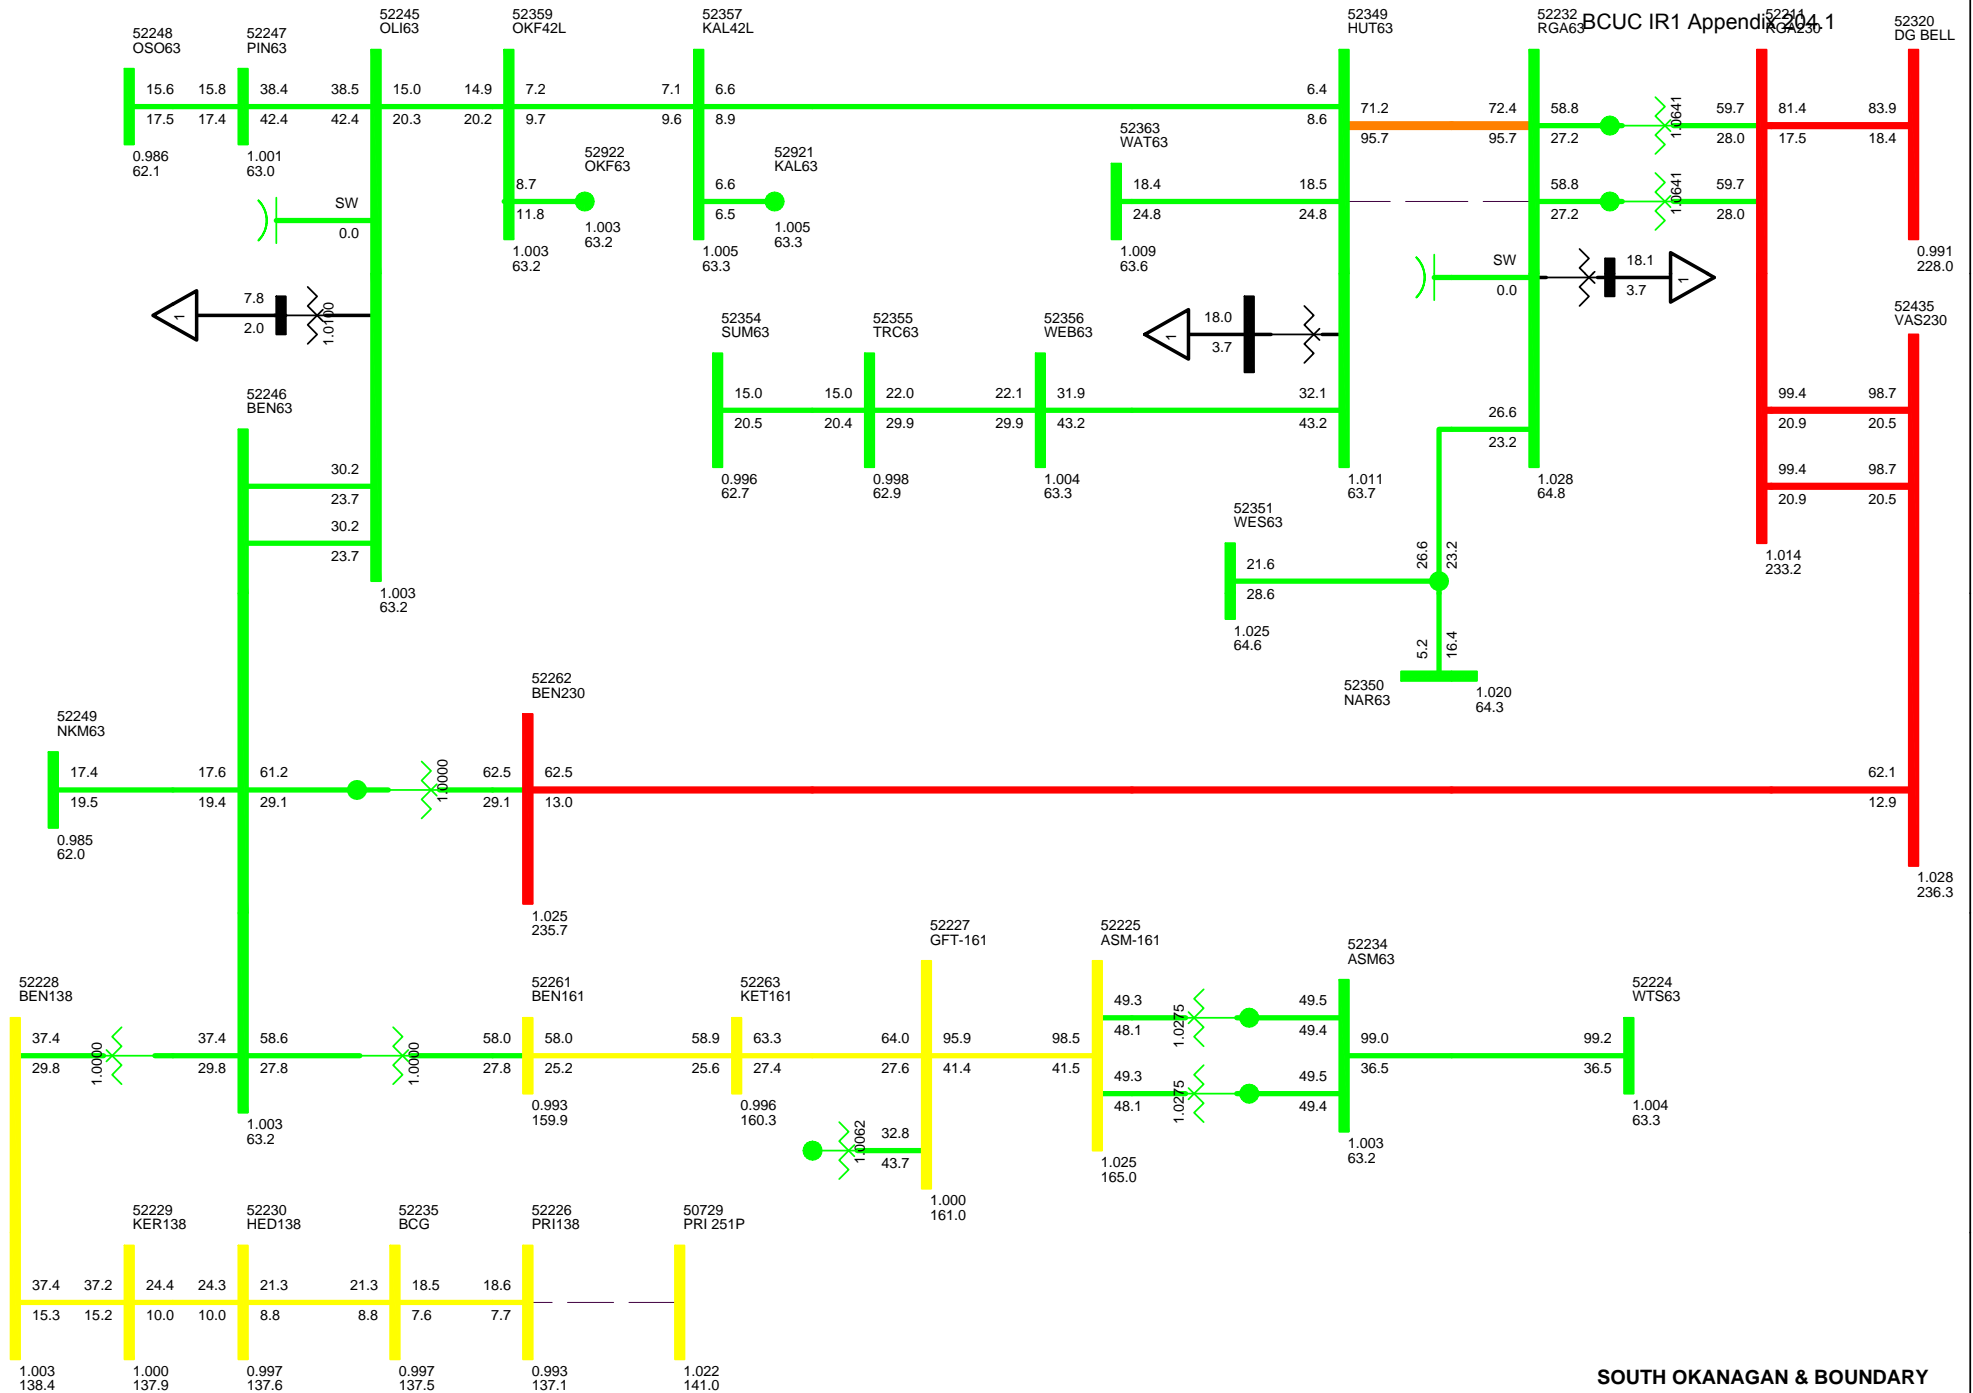 BCUC IR1 Appendix 204.1
52248
OSO63
52247
PIN63
52245
OLI63
52359
OKF42L
52357
KAL42L
52349
HUT63
52232
RGA63
52211
RGA230
52320
DG BELL
15.6 15.8 38.4 38.5 15.0 14.9 7.2 7.1 6.6 6.4
17.5 17.4 42.4 42.4 20.3 20.2 9.7 9.6 8.9 8.6
71.2 72.4 58.8 1.0641 59.7 81.4 83.9
95.7 95.7 27.2 28.0 17.5 18.4
0.986
62.1
1.001
63.0
52922
OKF63
52921
KAL63
52363
WAT63
8.7
11.8
6.6
6.5
18.4 18.5
24.8 24.8
58.8 1.0641 59.7
27.2 28.0
SW
0.0
1.003
63.2
1.003
63.2
1.005
63.3
1.005
63.3
1.009
63.6
SW
0.0
18.1
3.7
1
0.991
228.0
1
7.8
2.0
1.0100
52354
SUM63
52355
TRC63
52356
WEB63
1
18.0
3.7
52435
VAS230
52246
BEN63
15.0 15.0 22.0 22.1 31.9 32.1
20.5 20.4 29.9 29.9 43.2 43.2
26.6
23.2
99.4 98.7
20.9 20.5
99.4 98.7
20.9 20.5
30.2
23.7
30.2
23.7
0.996
62.7
0.998
62.9
1.004
63.3
1.011
63.7
1.028
64.8
52351
WES63
21.6
28.6
26.6 23.2
1.014
233.2
1.003
63.2
1.025
64.6
5.2 16.4
52350
NAR63
1.020
64.3
52262
BEN230
52249
NKM63
17.4 17.6 61.2 1.0000 62.5 62.5 62.1
19.5 19.4 29.1 29.1 13.0 12.9
0.985
62.0
1.025
235.7
1.028
236.3
52227
GFT-161
52225
ASM-161
52234
ASM63
52224
WTS63
52228
BEN138
52261
BEN161
52263
KET161
49.3 1.0275 49.5
48.1 49.4
37.4 1.0000 37.4 58.6 1.0000 58.0 58.0 58.9 63.3 64.0 95.9 98.5
29.8 29.8 27.8 27.8 25.2 25.6 27.4 27.6 41.4 41.5
99.0 99.2
36.5 36.5
49.3 1.0275 49.5
48.1 49.4
1.003
63.2
0.993
159.9
0.996
160.3
1.0062
32.8
43.7
1.025
165.0
1.003
63.2
1.004
63.3
1.000
161.0
52229
KER138
52230
HED138
52235
BCG
52226
PRI138
50729
PRI 251P
37.4 37.2 24.4 24.3 21.3 21.3 18.5 18.6
15.3 15.2 10.0 10.0 8.8 8.8 7.6 7.7
1.003
138.4
1.000
137.9
0.997
137.6
0.997
137.5
0.993
137.1
1.022
141.0
SOUTH OKANAGAN & BOUNDARY